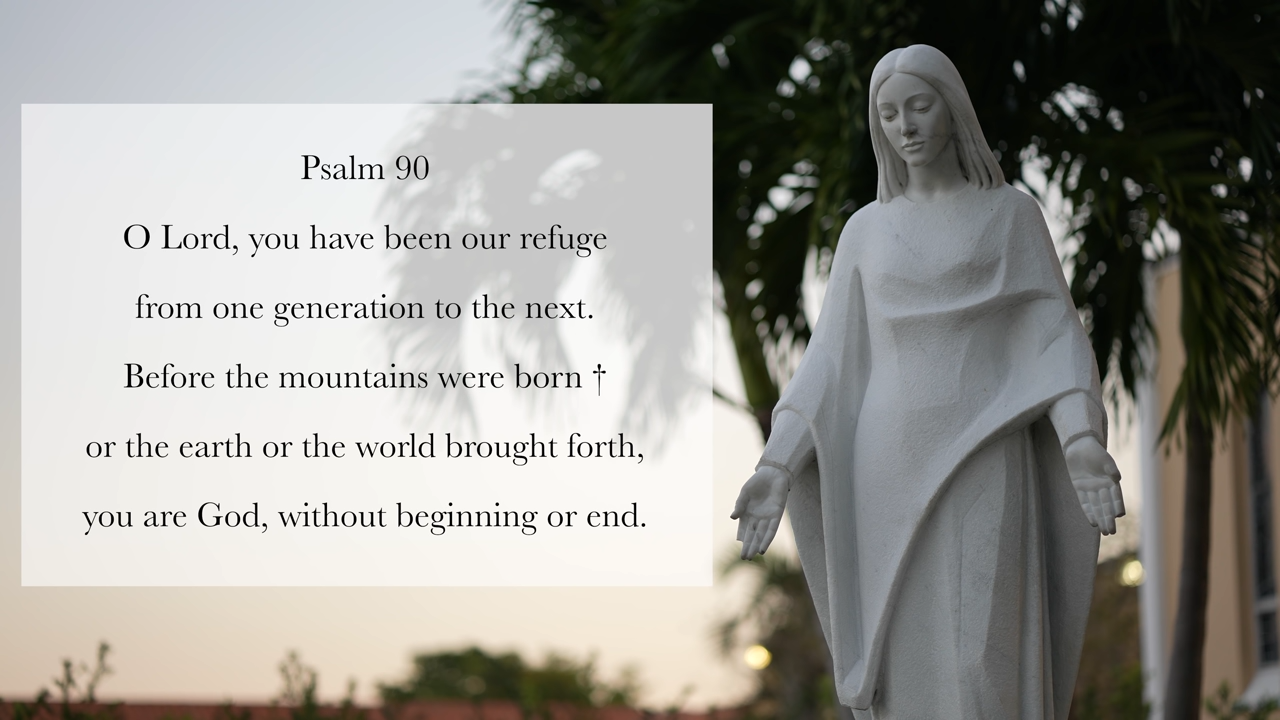 Psalm 90
O Lord, you have been our refuge
from one generation to the next.
Before the mountains were born †
or the earth or the world brought forth,
you are God, without beginning or end.